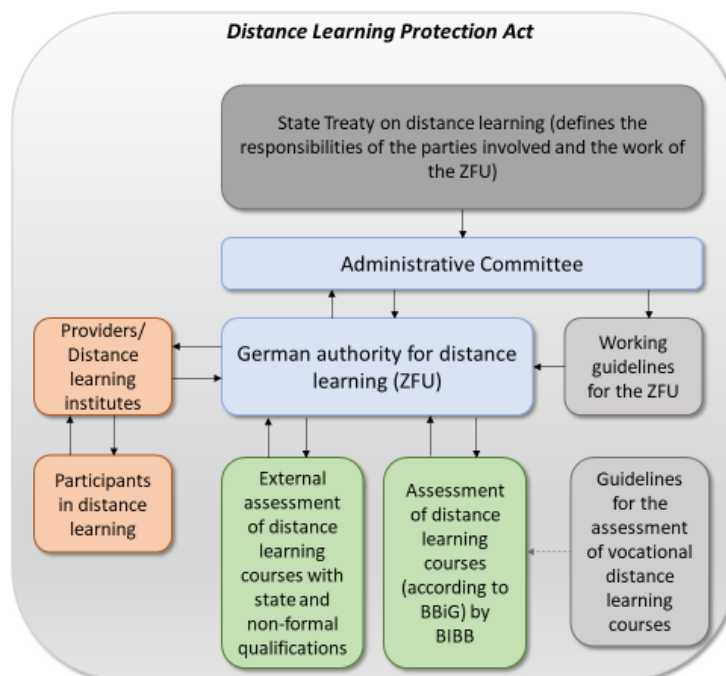 Distance Learning Protection Act
State Treaty on distance learning (defines the
responsibilities of the parties involved and the work of
the ZFU)
Administrative Committee
Providers/
Distance
learning
institutes
German authority for distance
learning (ZFU)
Working
guidelines
for the ZFU
Participants
in distance
learning
External
assessment
of distance
learning
courses with
state and
non-formal
qualifications
Assessment
of distance
learning
courses
(according to
BBiG) by
BIBB
Guidelines
for the
assessment
of vocational
distance
learning
courses